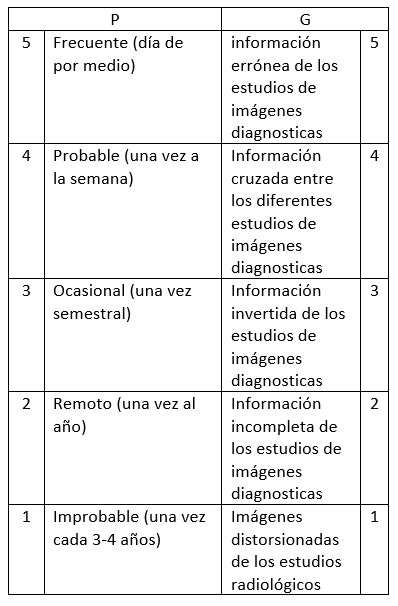 P G
5 Frecuente (día de información 5
por medio) errónea de los
estudios de
imágenes
diagnosticas
4 Probable (una vez a Información 4
la semana) cruzada entre
los diferentes
estudios de
imágenes
diagnosticas
3 Ocasional (una vez Información 3
semestral) invertida de los
estudios de
imágenes
diagnosticas
2 Remoto (una vez al Información 2
año) incompleta de
los estudios de
imágenes
diagnosticas
1 Improbable (una vez Imágenes 1
cada 3-4 años) distorsionadas
de los estudios
radiológicos